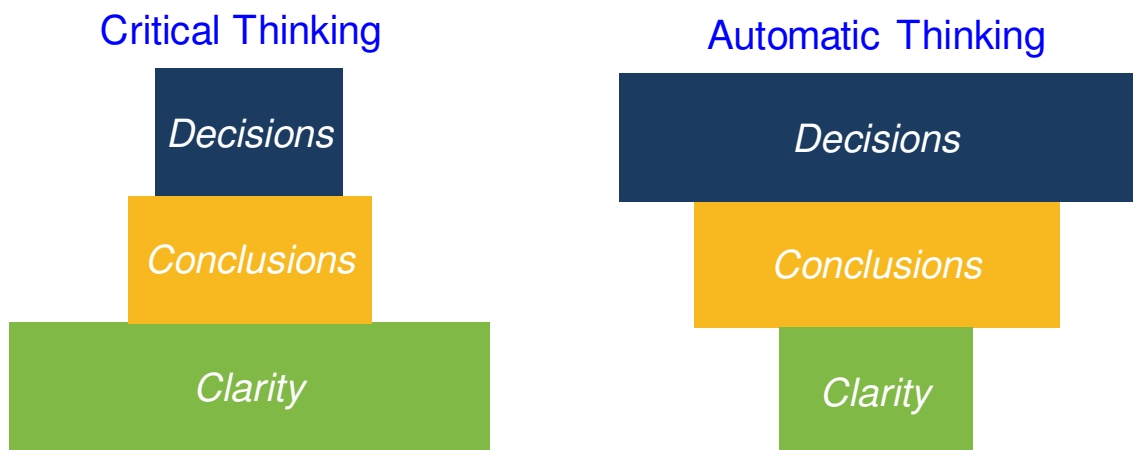 Critical Thinking
Decisions
Conclusions
Clarity
Automatic Thinking
Decisions
Conclusions
Clarity